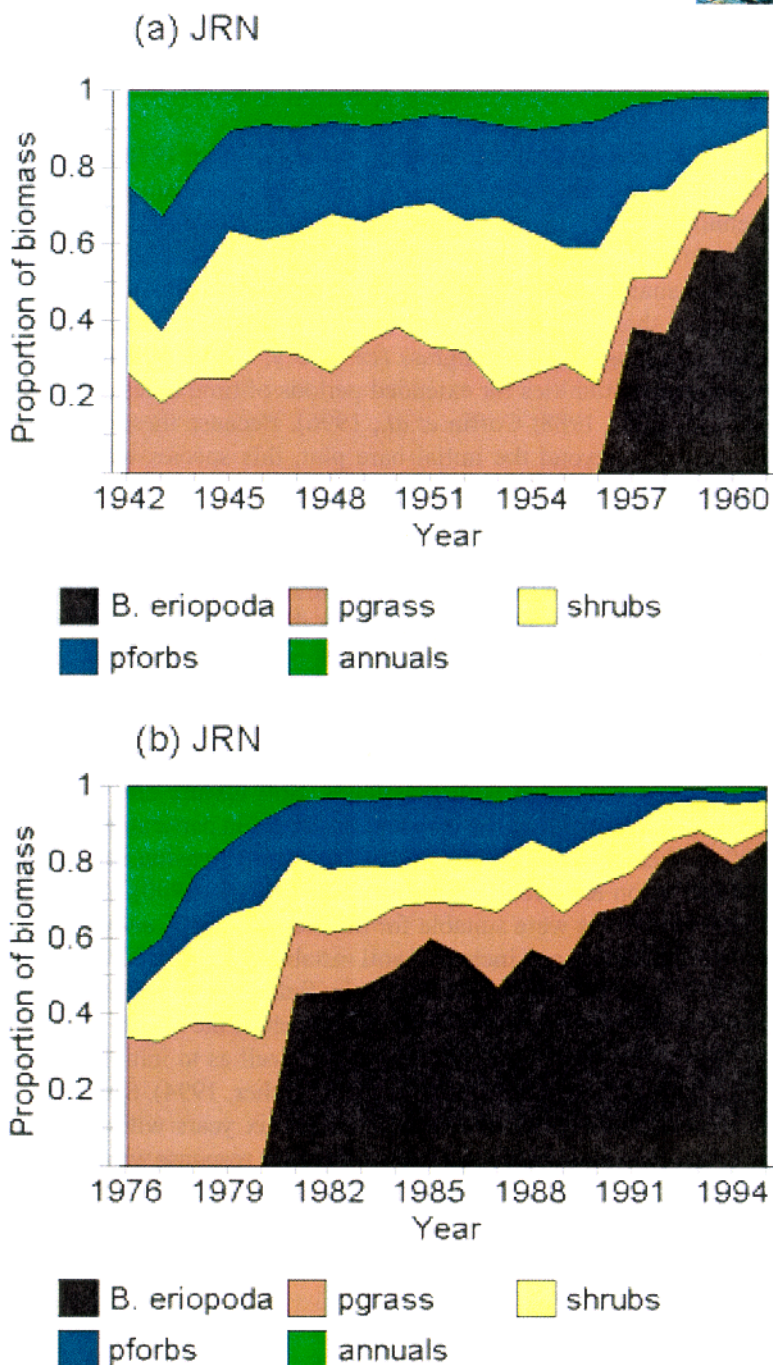 (a) JRN
Proportion of biomass
1
0.8
0.6
0.4
0.2
1942 1945 1948 1951 1954 1957 1960
Year
B. eriopoda pgrass shrubs
pforbs annuals
(b) JRN
Proportion of biomass
1
0.8
0.6
0.4
0.2
1976 1979 1982 1985 1988 1991 1994
Year
B. eriopoda pgrass shrubs
pforbs annuals